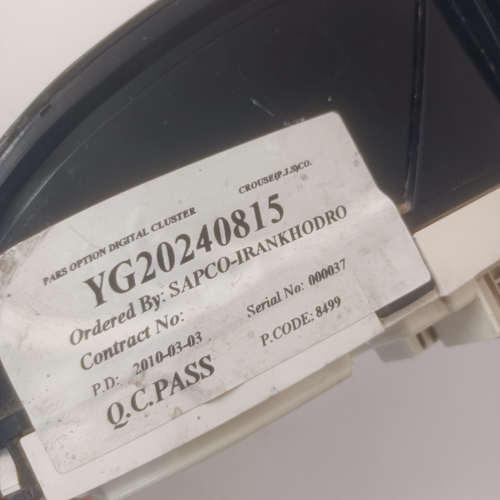 CROUSE(P.J.S)CO.
PARS OPTION DIGITAL CLUSTER
YG20240815
Ordered By: SAPCO-IRANKHODRO
Contract No:
Serial No: 000037
P.D: 2010-03-03
P.CODE: 8499
Q.C.PASS